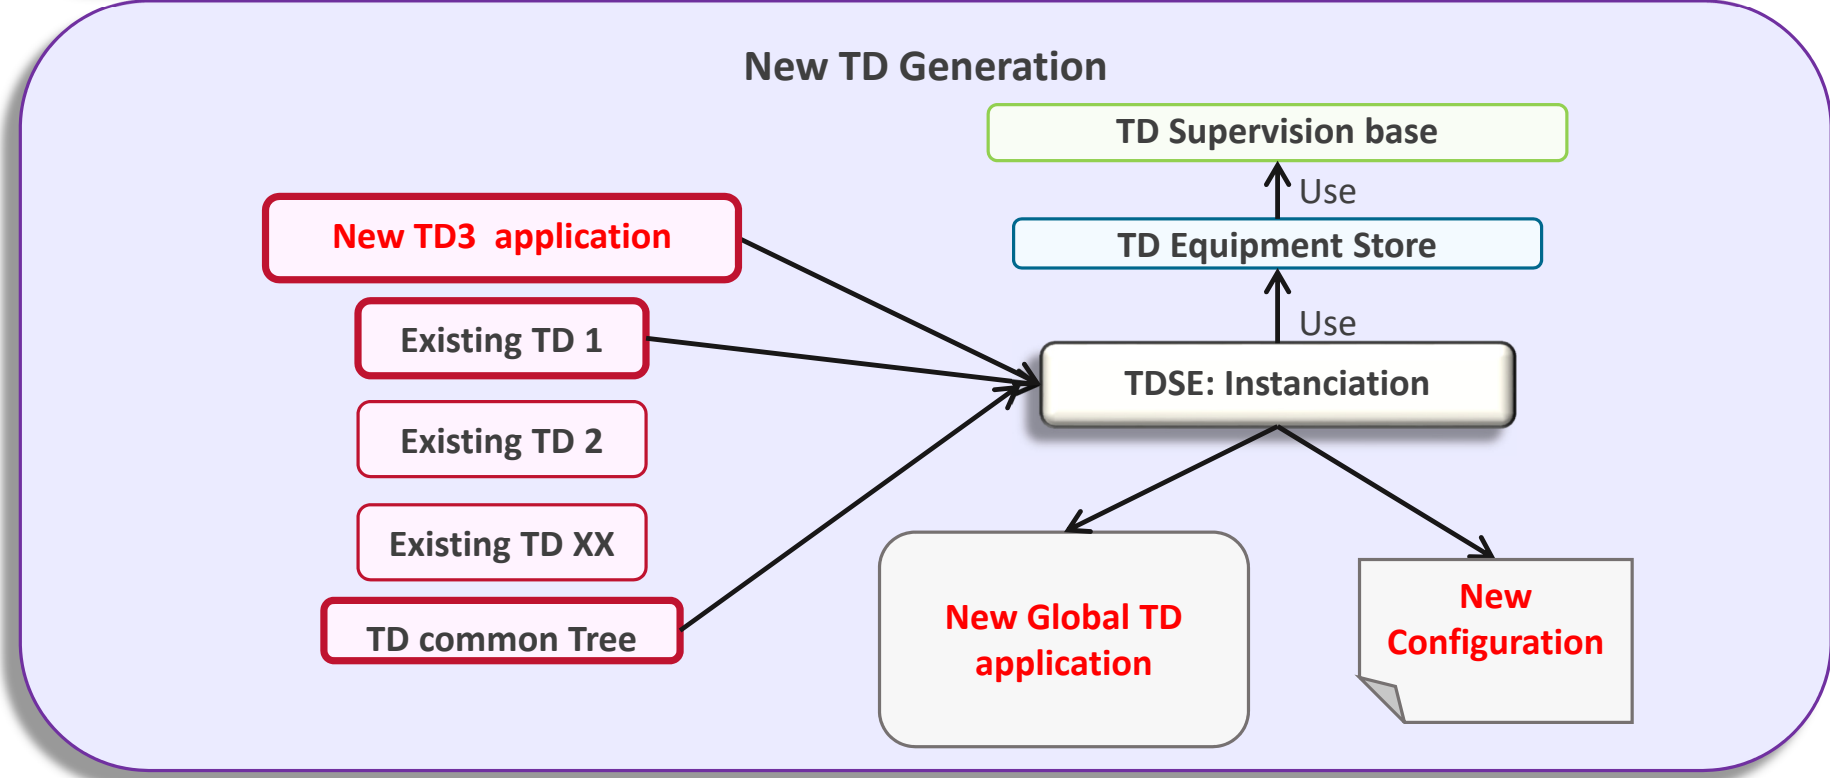 New TD Generation
TD Supervision base
Use
TD Equipment Store
Use
TDSE: Instanciation
New TD3  application
Existing TD 1
Existing TD 2
Existing TD XX
TD common Tree
New Global TD
application
New
Configuration